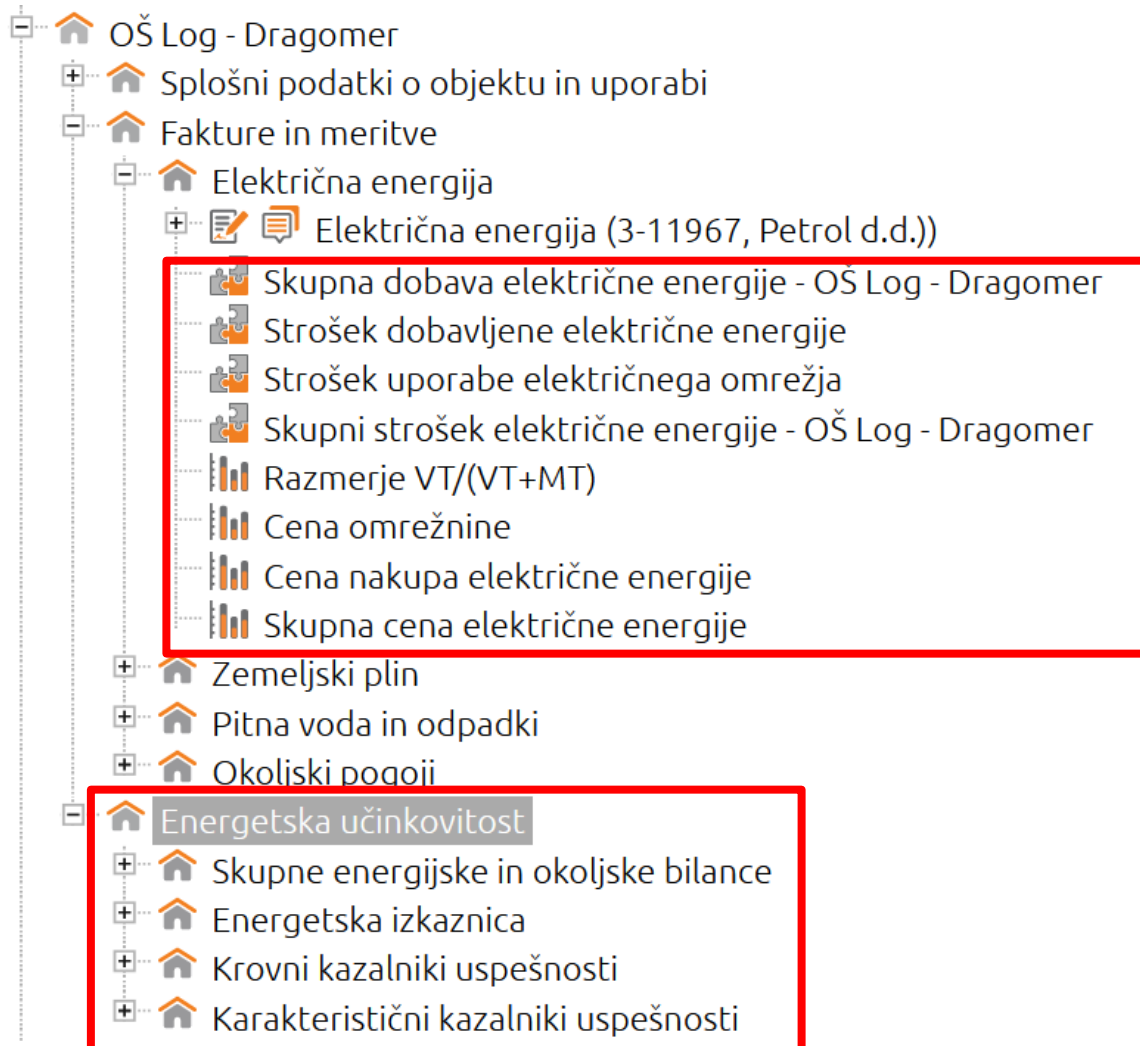 OŠ Log - Dragomer
Splošni podatki o objektu in uporabi
Fakture in meritve
Električna energija
Električna energija (3-11967, Petrol d.d.))
Skupna dobava električne energije - OŠ Log - Dragomer
Strošek dobavljene električne energije
Strošek uporabe električnega omrežja
Skupni strošek električne energije - OŠ Log - Dragomer
Razmerje VT/(VT+MT)
Cena omrežnine
Cena nakupa električne energije
Skupna cena električne energije
Zemeljski plin
Pitna voda in odpadki
Okoljski pogoji
Energetska učinkovitost
Skupne energijske in okoljske bilance
Energetska izkaznica
Krovni kazalniki uspešnosti
Karakteristični kazalniki uspešnosti